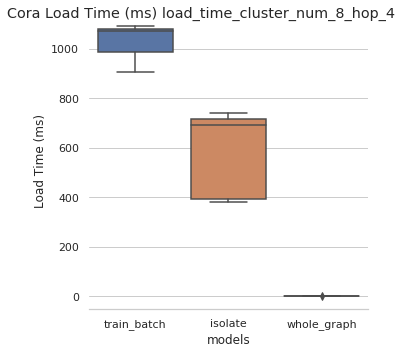 Cora Load Time (ms) load_time_cluster_num_8_hop_4
1000
800
600
400
200
0
Load Time (ms)
train_batch isolate whole_graph
models